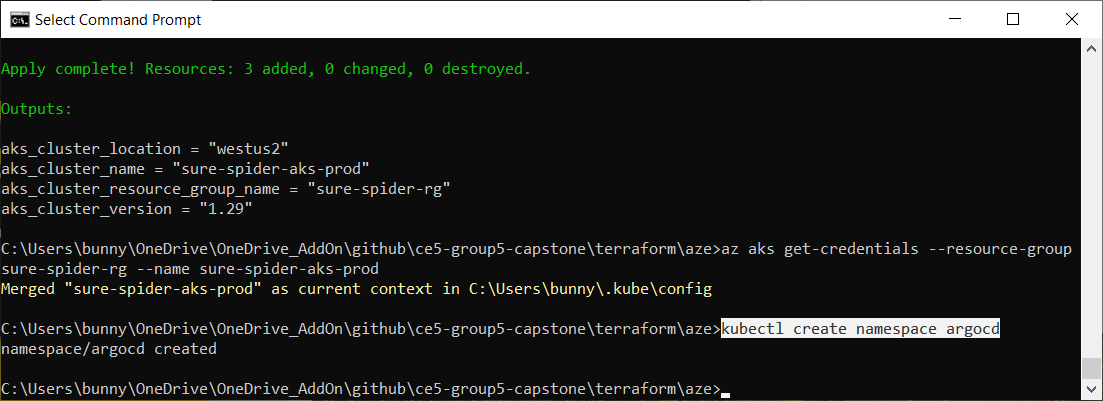 Select Command Prompt
Apply complete! Resources: 3 added, 0 changed, 0 destroyed.
Outputs:
aks_cluster_location = "westus2"
aks_cluster_name = "sure-spider-aks-prod"
aks_cluster_resource_group_name = "sure-spider-rg"
aks_cluster_version = "1.29"
C:\Users\bunny\OneDrive\OneDrive_AddOn\github\ce5-group5-capstone\terraform\aze>az aks get-credentials --resource-group
sure-spider-rg --name sure-spider-aks-prod
Merged "sure-spider-aks-prod" as current context in C:\Users\bunny\.kube\config
C:\Users\bunny\OneDrive\OneDrive_AddOn\github\ce5-group5-capstone\terraform\aze>kubectl create namespace argocd
namespace/argocd created
C:\Users\bunny\OneDrive\OneDrive_AddOn\github\ce5-group5-capstone\terraform\aze>